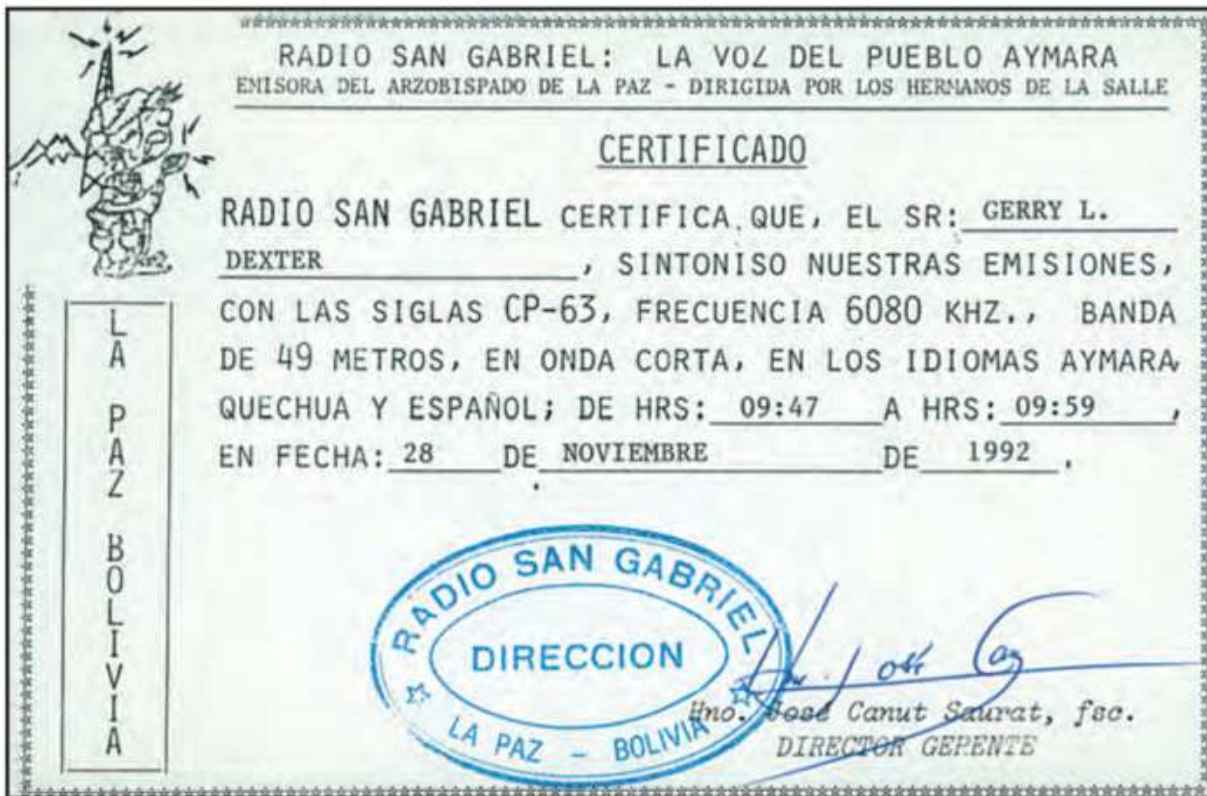 RADIO SAN GABRIEL: LA VOZ DEL PUEBLO AYMARA
EMISORA DEL ARZOBISPADO DE LA PAZ - DIRIGIDA POR LOS HERMANOS DE LA SALLE
CERTIFICADO
RADIO SAN GABRIEL CERTIFICA QUE, EL SR: GERRY L.
DEXTER, SINTONISO NUESTRAS EMISIONES,
CON LAS SIGLAS CP-63, FRECUENCIA 6080 KHZ., BANDA
DE 49 METROS, EN ONDA CORTA, EN LOS IDIOMAS AYMARA,
QUECHUA Y ESPAÑOL; DE HRS: 09:47 A HRS: 09:59,
EN FECHA: 28 DE NOVIEMBRE DE 1992.
LA PAZ BOLIVIA
RADIO SAN GABRIEL
DIRECCION
LA PAZ - BOLIVIA
Hno. José Canut Saurat, fsc.
DIRECTOR GERENTE